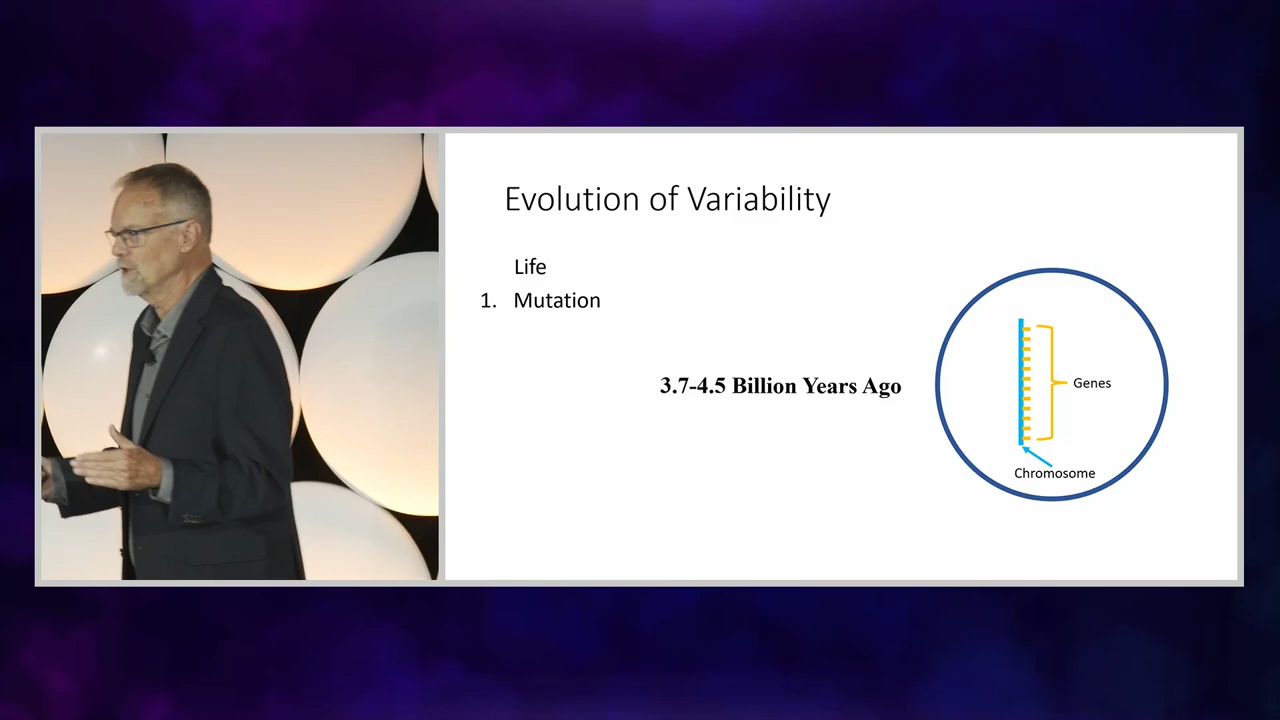 Evolution of Variability
Life
1. Mutation
3.7-4.5 Billion Years Ago
Genes
Chromosome